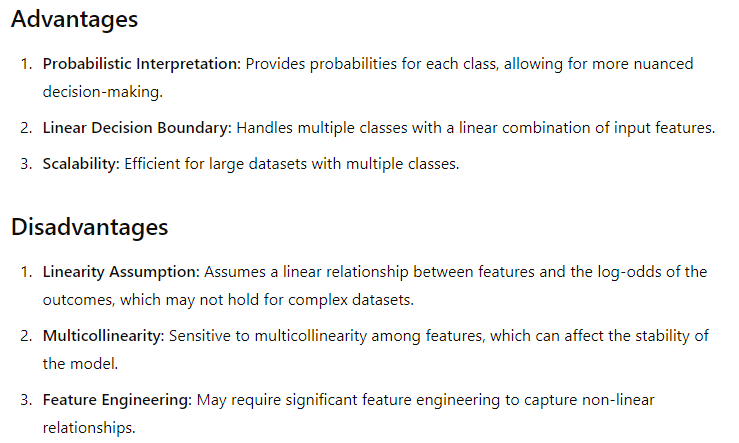 Advantages
1. Probabilistic Interpretation: Provides probabilities for each class, allowing for more nuanced
decision-making.
2. Linear Decision Boundary: Handles multiple classes with a linear combination of input features.
3. Scalability: Efficient for large datasets with multiple classes.
Disadvantages
1. Linearity Assumption: Assumes a linear relationship between features and the log-odds of the
outcomes, which may not hold for complex datasets.
2. Multicollinearity: Sensitive to multicollinearity among features, which can affect the stability of
the model.
3. Feature Engineering: May require significant feature engineering to capture non-linear
relationships.